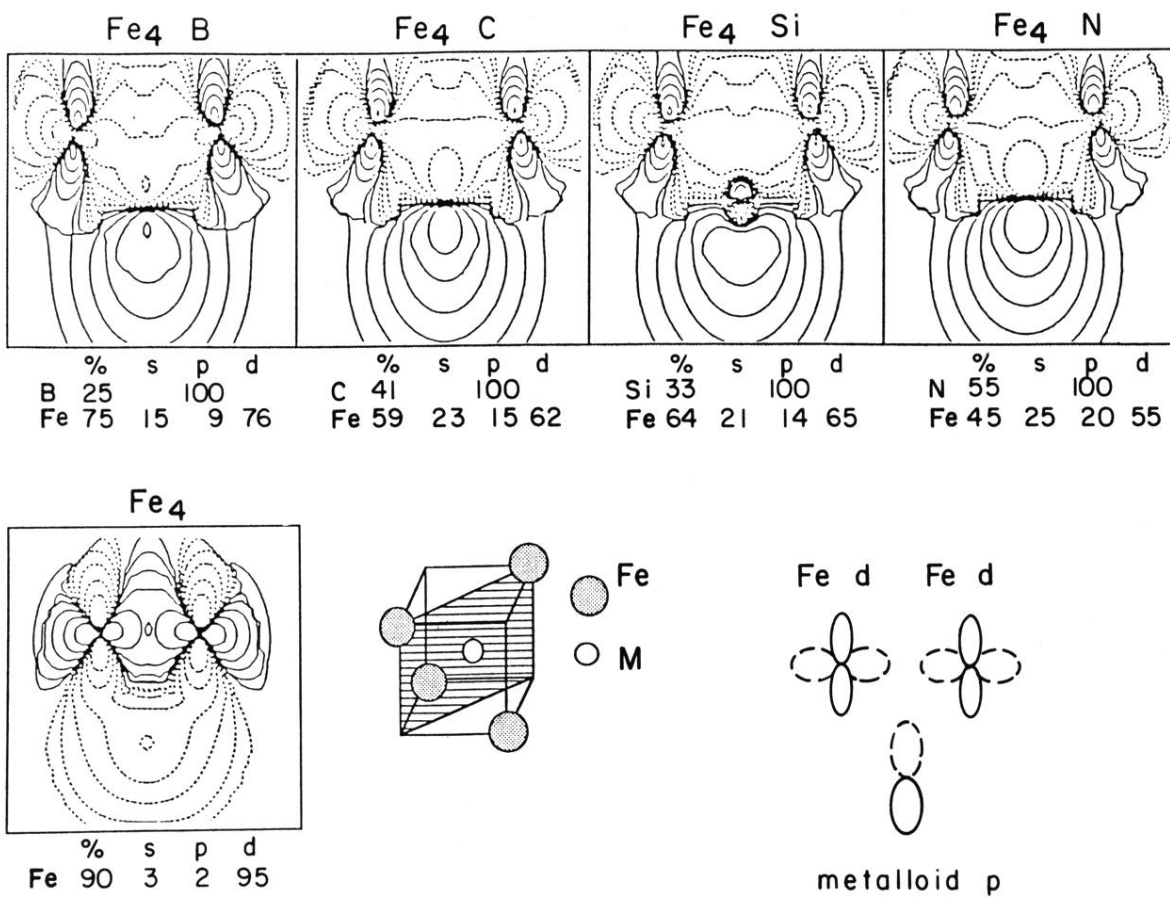 Fe4 B
Fe4 C
Fe4 Si
Fe4 N
% s p d
B 25 100
Fe 75 15 9 76
% s p d
C 41 100
Fe 59 23 15 62
% s p d
Si 33 100
Fe 64 21 14 65
% s p d
N 55 100
Fe 45 25 20 55
Fe4
% s p d
Fe 90 3 2 95
Fe
M
Fe d Fe d
metalloid p